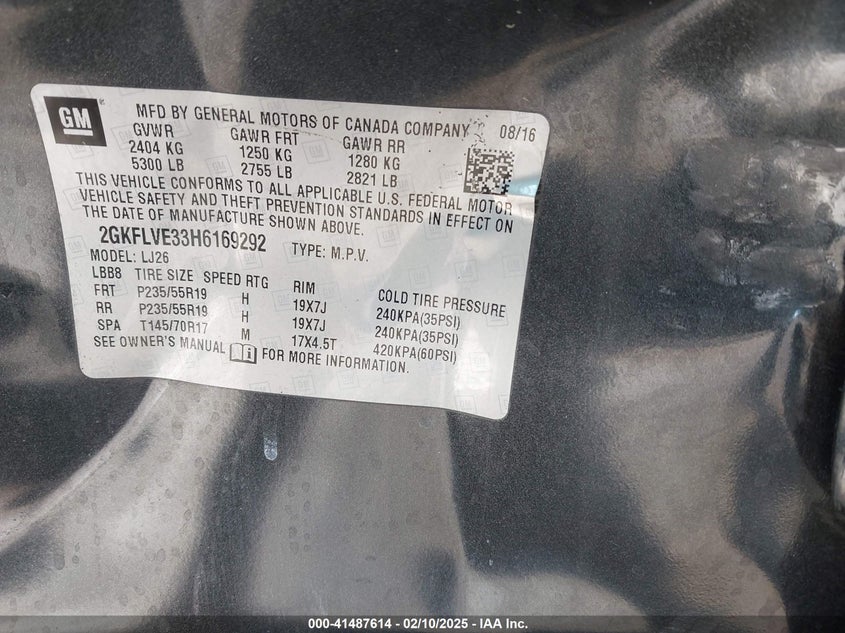 GM
MFD BY GENERAL MOTORS OF CANADA COMPANY 08/16
GVWR GAWR FRT GAWR RR
2404 KG 1250 KG 1280 KG
5300 LB 2755 LB 2821 LB
THIS VEHICLE CONFORMS TO ALL APPLICABLE U.S. FEDERAL MOTOR
VEHICLE SAFETY AND THEFT PREVENTION STANDARDS IN EFFECT ON
THE DATE OF MANUFACTURE SHOWN ABOVE.
2GKFLVE33H6169292 TYPE: M.P.V.
MODEL: LJ26
LBB8 TIRE SIZE SPEED RTG RIM COLD TIRE PRESSURE
FRT P235/55R19 H 19X7J 240KPA(35PSI)
RR P235/55R19 H 19X7J 240KPA(35PSI)
SPA T145/70R17 M 17X4.5T 420KPA(60PSI)
SEE OWNER'S MANUAL FOR MORE INFORMATION.
000-41487614 - 02/10/2025 - IAA Inc.